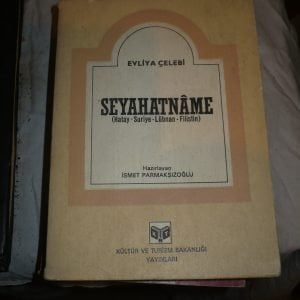 EVLİYA ÇELEBİ
SEYAHATNÂME
(Hatay - Suriye - Lübnan - Filistin)
Hazırlayan
İSMET PARMAKSIZOĞLU
KÜLTÜR VE TURİZM BAKANLIĞI
YAYINLARI